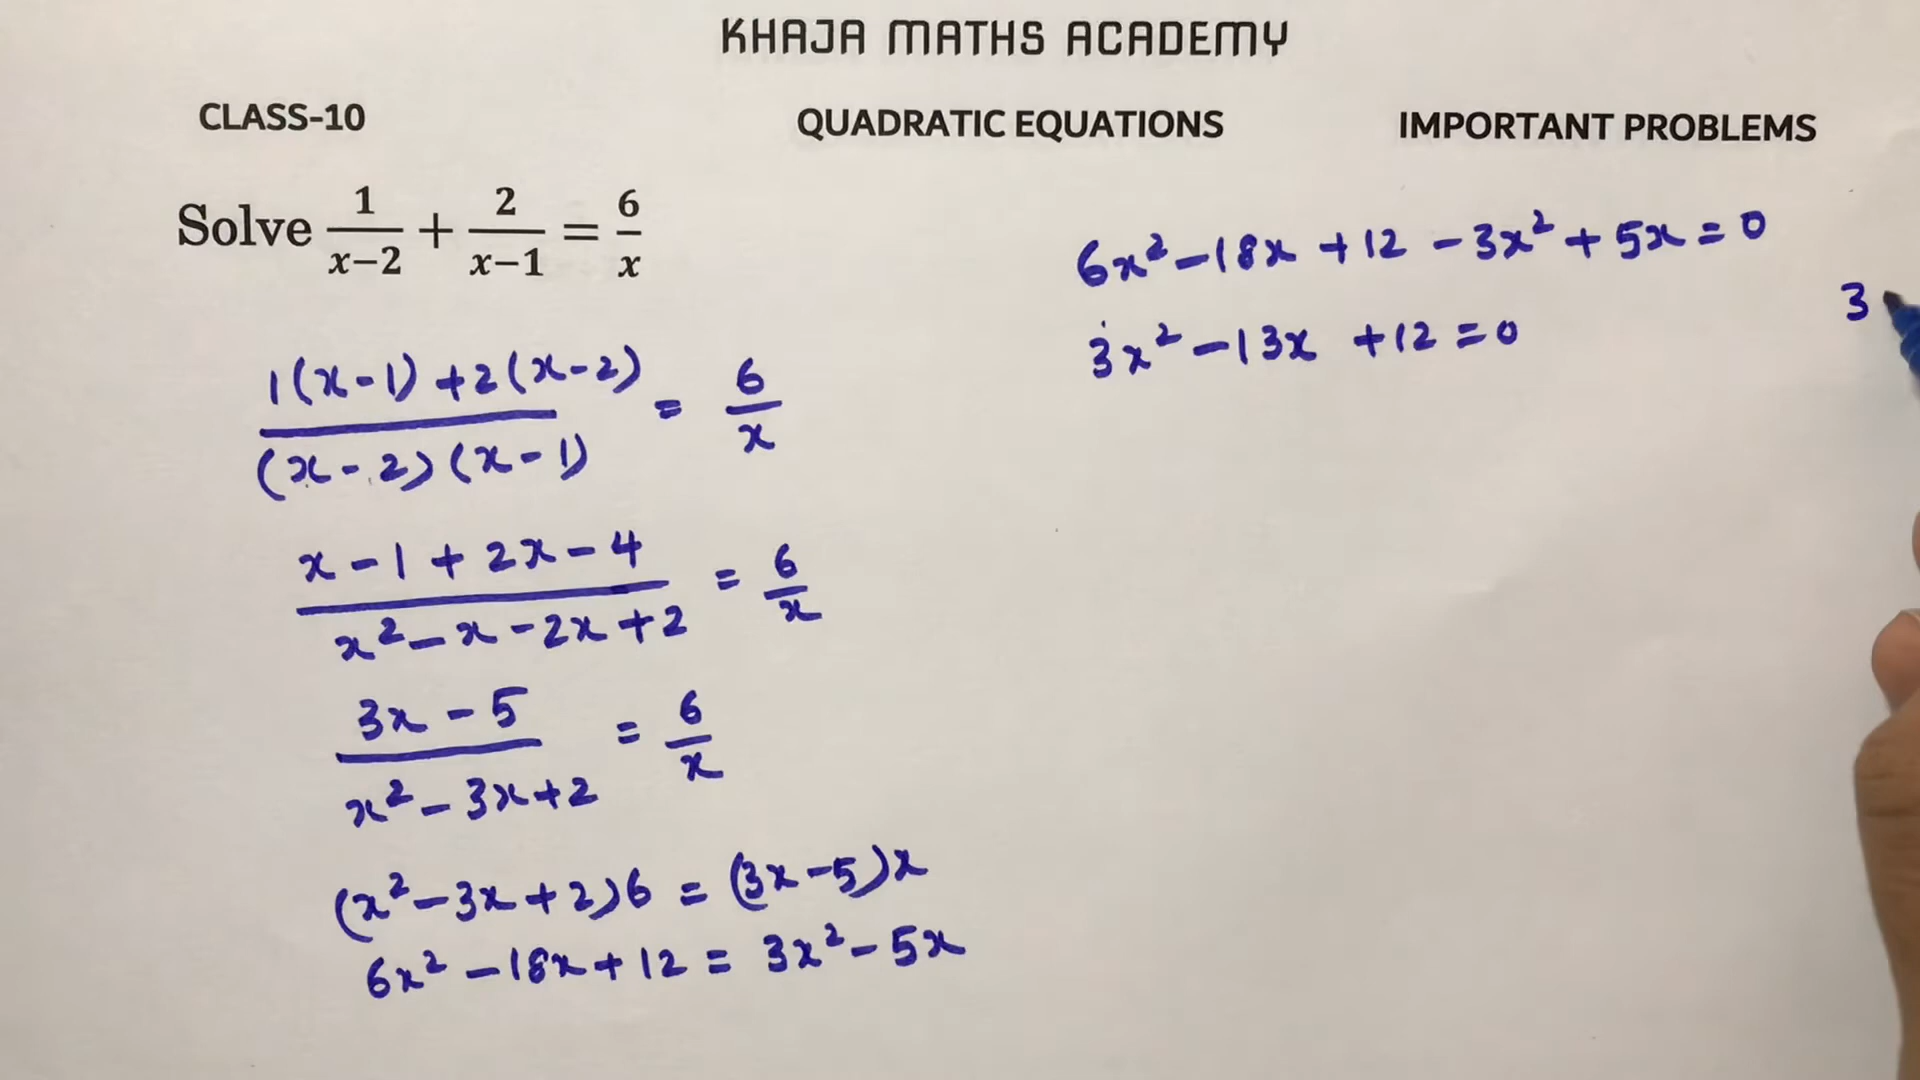 KHAJA MATHS ACADEMY
CLASS-10 QUADRATIC EQUATIONS IMPORTANT PROBLEMS
Solve 1/(x−2) + 2/(x−1) = 6/x
(1(x-1)+2(x-2))/((x-2)(x-1)) = 6/x
(x-1+2x-4)/(x²-x-2x+2) = 6/x
(3x-5)/(x²-3x+2) = 6/x
(x²-3x+2)6 = (3x-5)x
6x²-18x+12 = 3x²-5x
6x²-18x+12-3x²+5x=0
3x²-13x+12=0
3